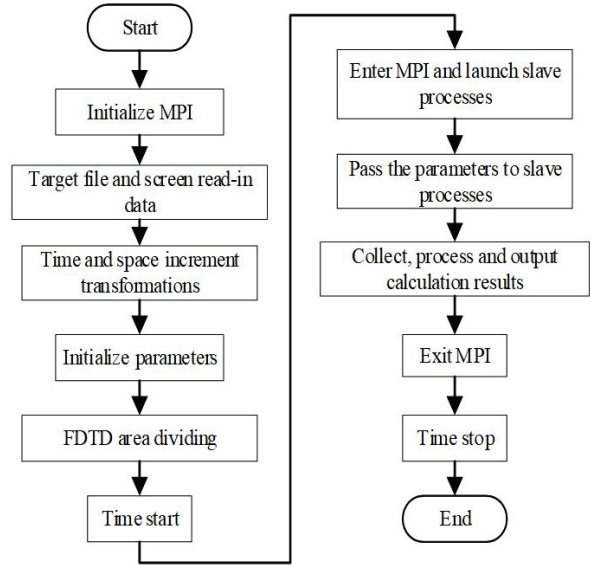 Start
Initialize MPI
Target file and screen read-in
data
Time and space increment
transformations
Initialize parameters
FDTD area dividing
Time start
Enter MPI and launch slave
processes
Pass the parameters to slave
processes
Collect, process and output
calculation results
Exit MPI
Time stop
End